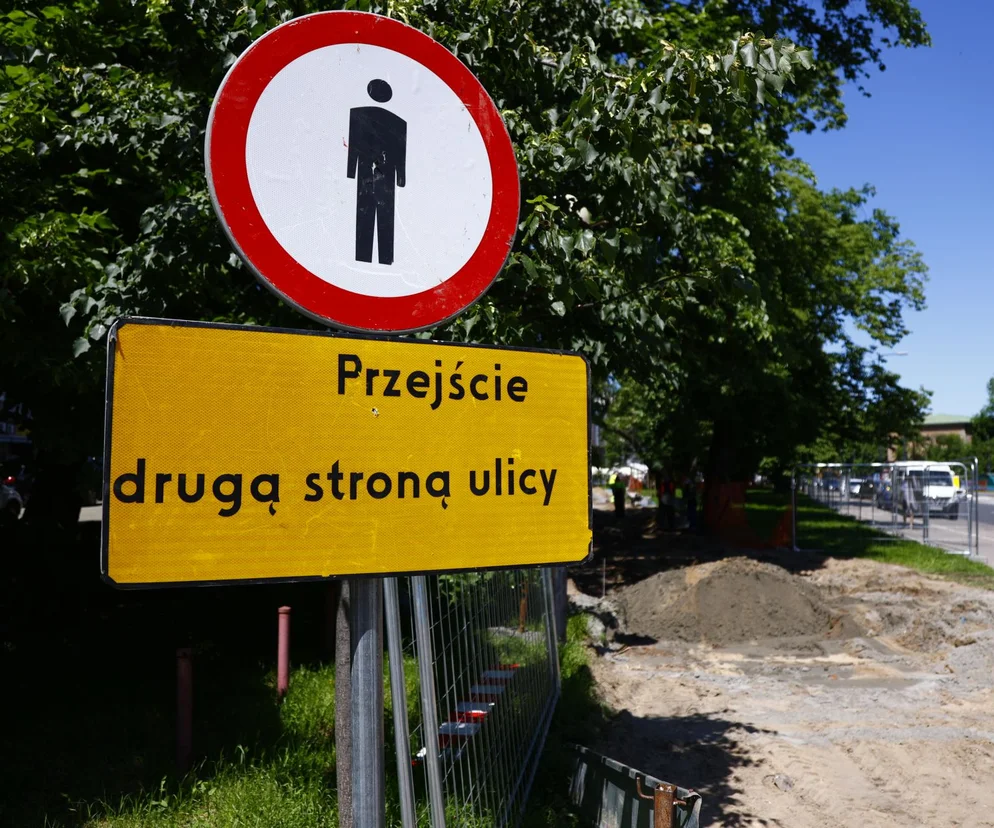 Przejście
drugą stroną ulicy